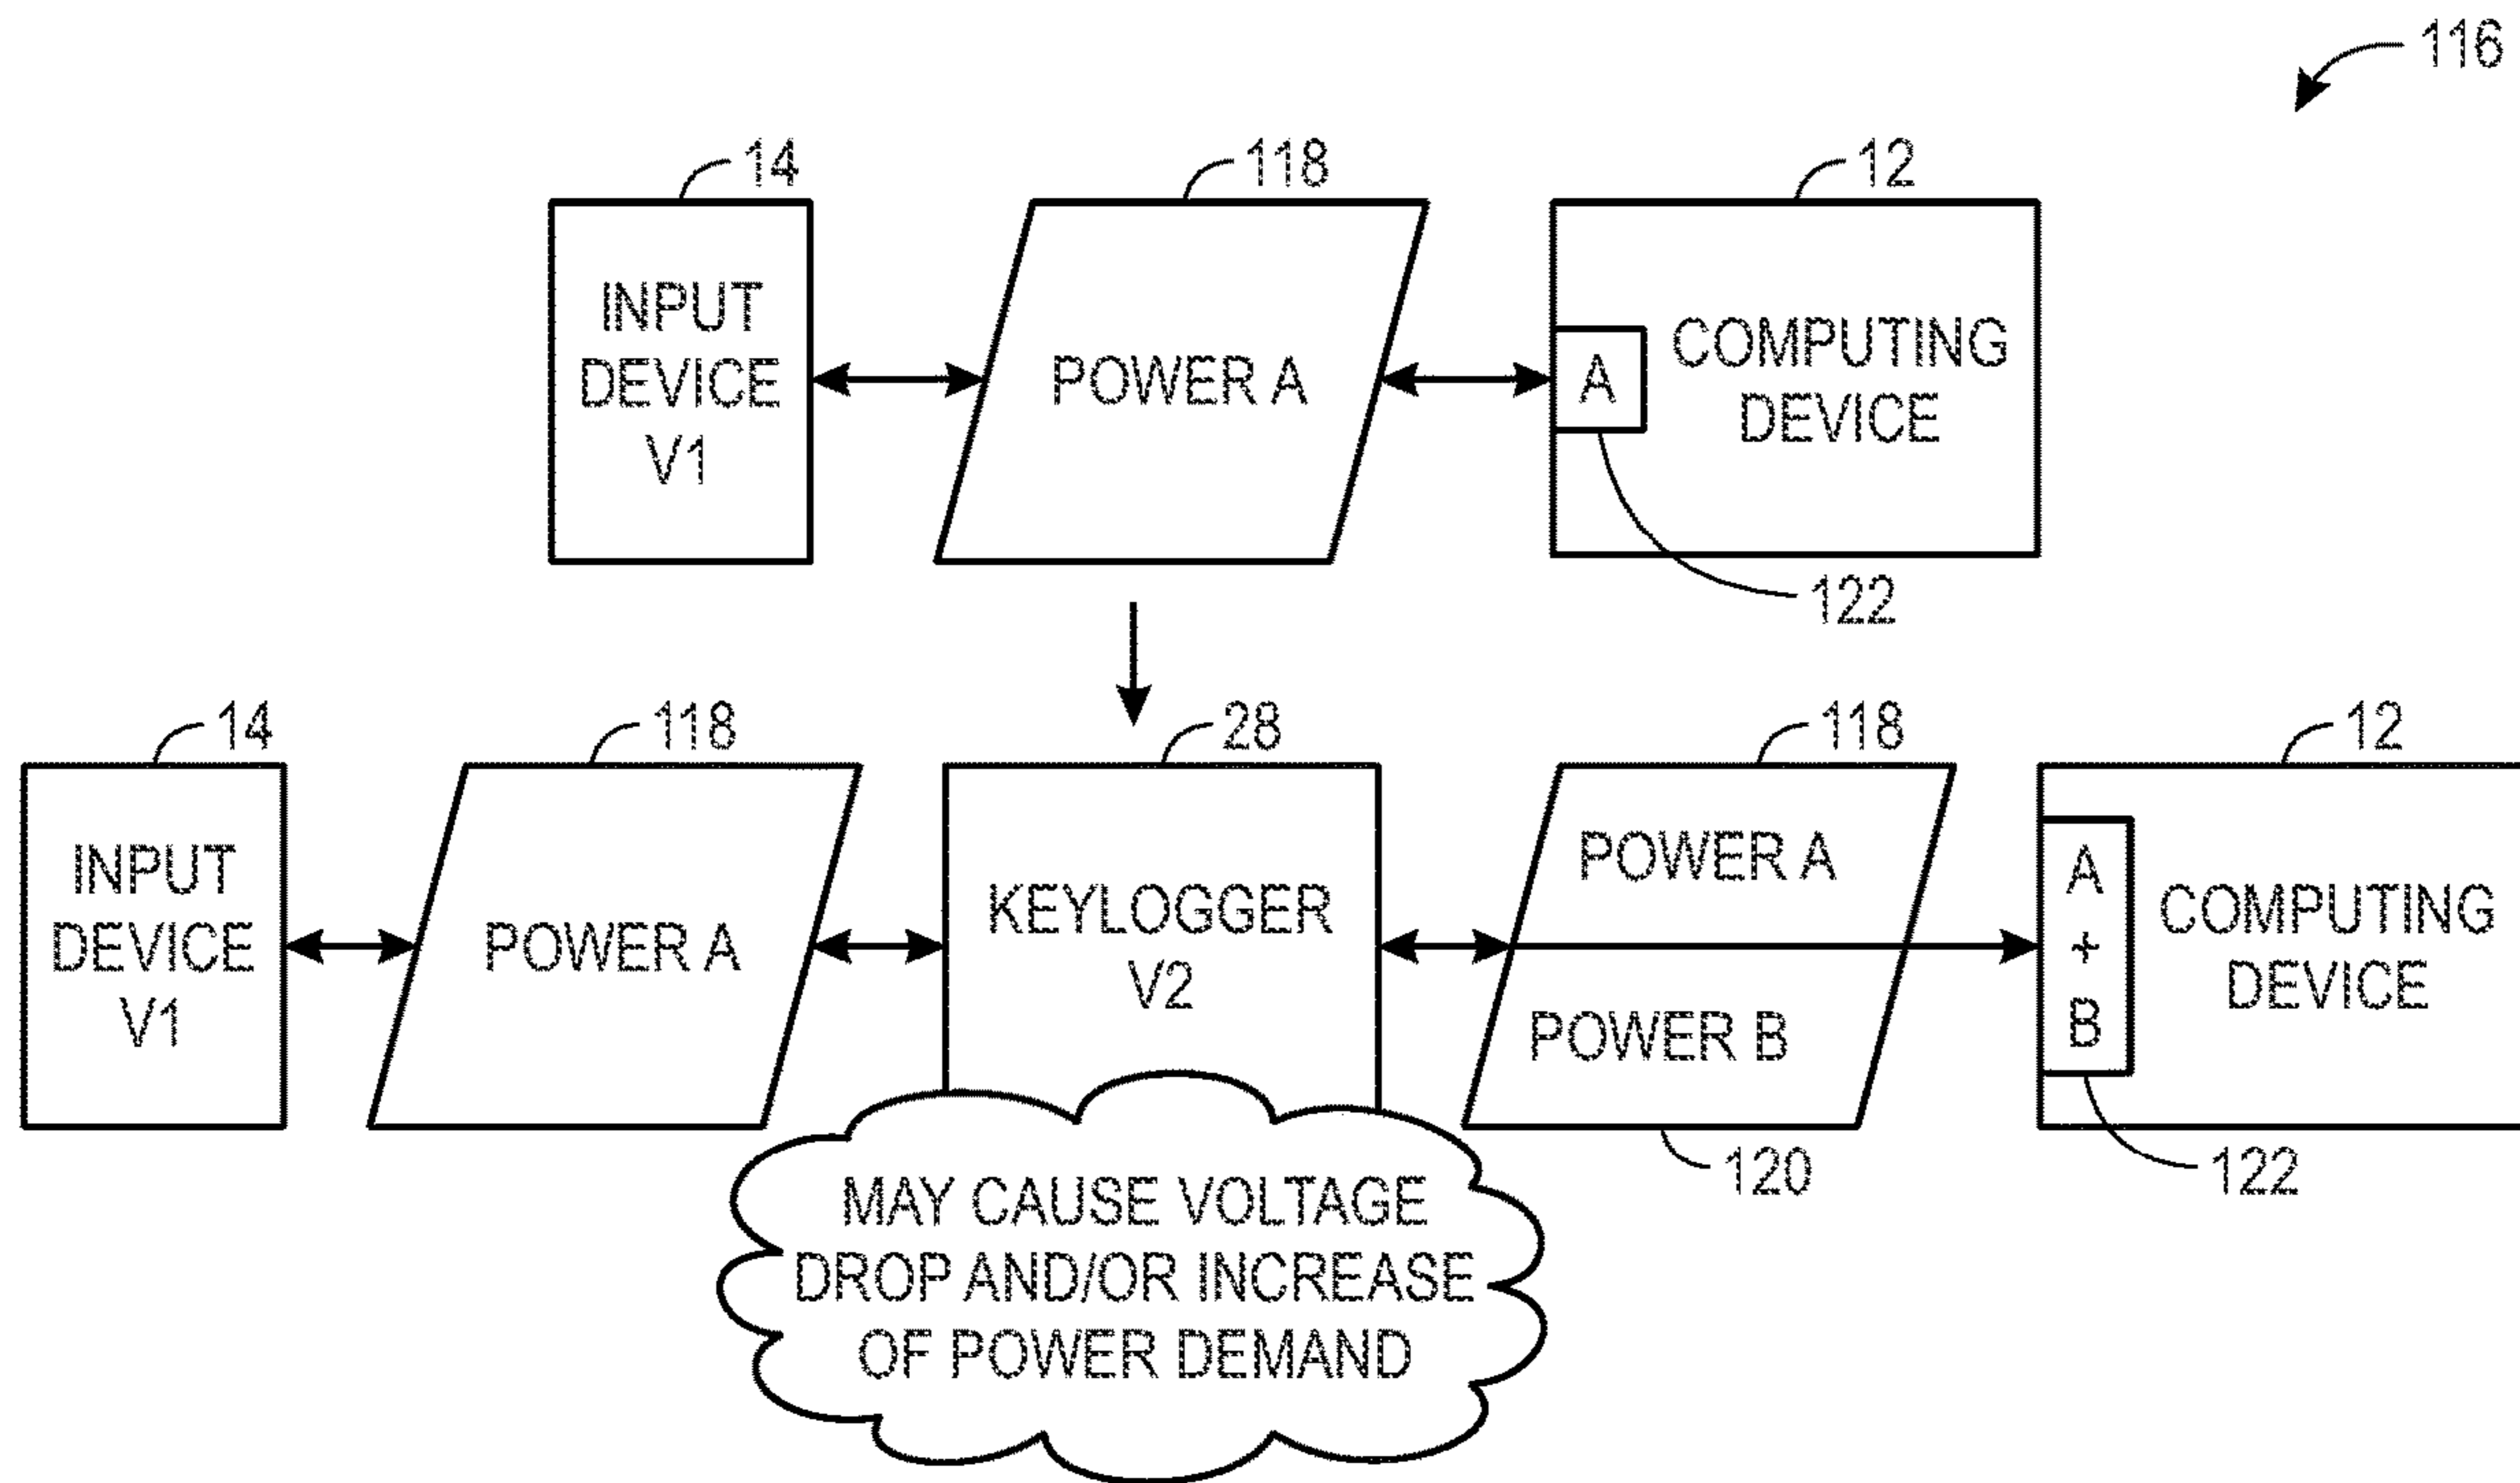 116
14
118
12
INPUT
DEVICE
V1
POWER A
A
COMPUTING
DEVICE
122
14
118
28
118
12
INPUT
DEVICE
V1
POWER A
KEYLOGGER
V2
POWER A
POWER B
A
+
B
COMPUTING
DEVICE
120
122
MAY CAUSE VOLTAGE
DROP AND/OR INCREASE
OF POWER DEMAND